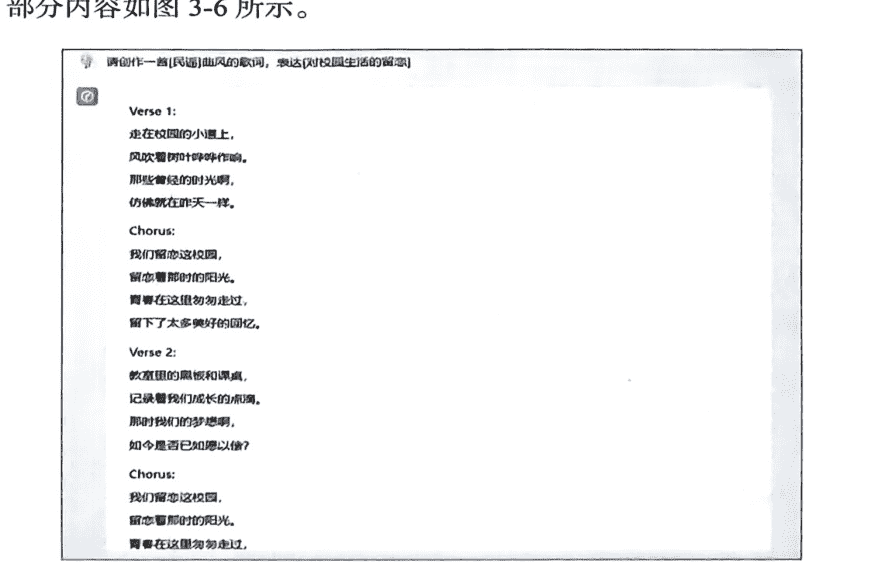 部分内容如图 3-6 所示。
请创作一首[民谣]曲风的歌词，表达[对校园生活的留恋]
Verse 1:
走在校园的小道上，
风吹着树叶哗哗作响。
那些曾经的时光啊，
仿佛就在昨天一样。
Chorus:
我们留恋这校园，
留恋着那时的阳光。
青春在这里匆匆走过，
留下了太多美好的回忆。
Verse 2:
教室里的黑板和课桌，
记录着我们成长的点滴。
那时我们的梦想啊，
如今是否已如愿以偿？
Chorus:
我们留恋这校园，
留恋着那时的阳光。
青春在这里匆匆走过，